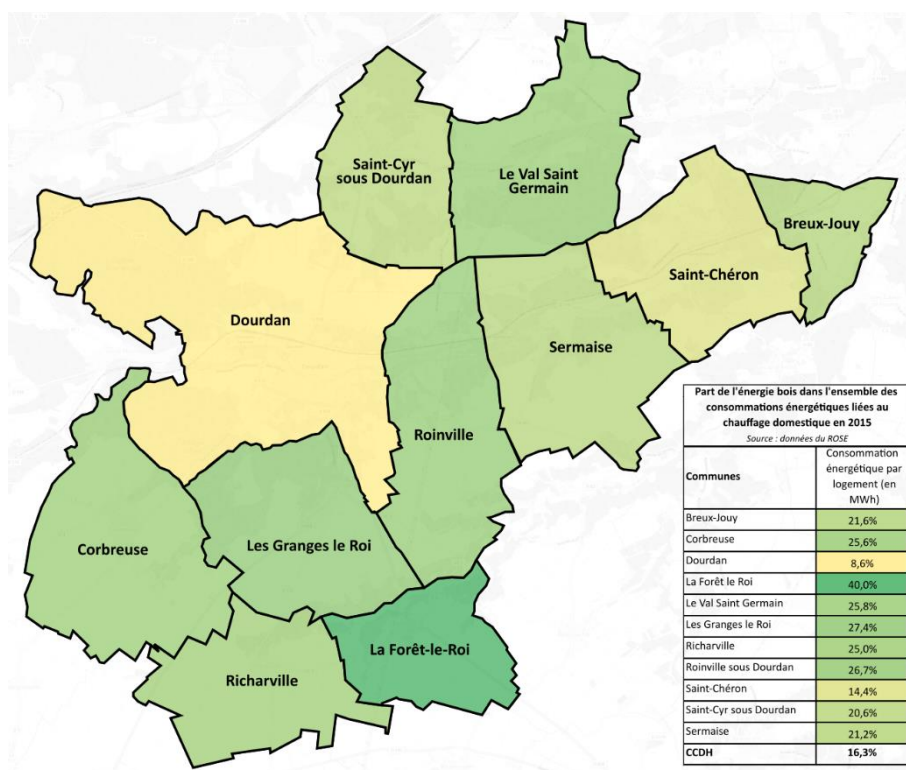 Saint-Cyr
sous Dourdan
Le Val Saint
Germain
Breux-Jouy
Saint-Chéron
Dourdan
Sermaise
Roinville
Corbreuse
Les Granges le Roi
La Forêt-le-Roi
Richarville
Part de l'énergie bois dans l'ensemble des
consommations énergétiques liées au
chauffage domestique en 2015
Source : données du ROSE
Communes
Consommation
énergétique par
logement (en
MWh)
Breux-Jouy 21,6%
Corbreuse 25,6%
Dourdan 8,6%
La Forêt le Roi 40,0%
Le Val Saint Germain 25,8%
Les Granges le Roi 27,4%
Richarville 25,0%
Roinville sous Dourdan 26,7%
Saint-Chéron 14,4%
Saint-Cyr sous Dourdan 20,6%
Sermaise 21,2%
CCDH 16,3%